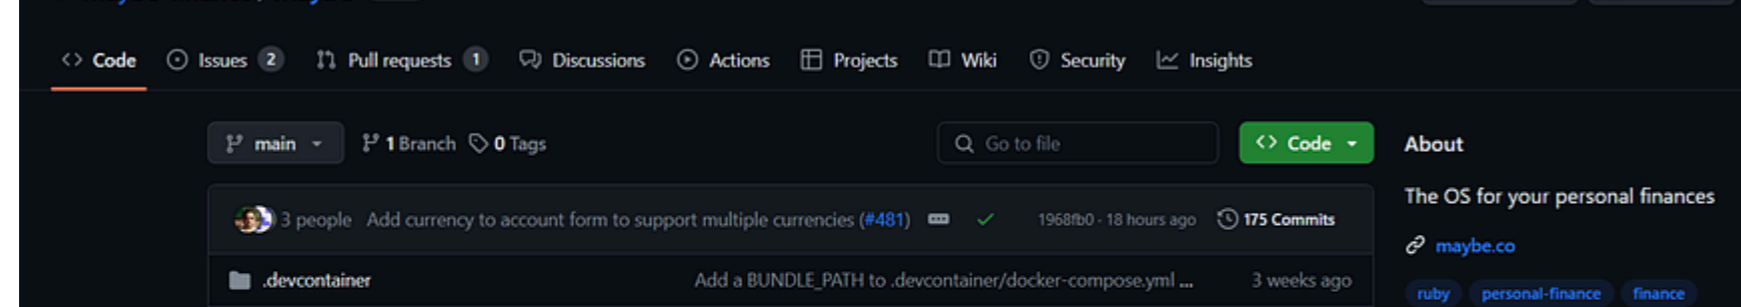 Code Issues 2 Pull requests 1 Discussions Actions Projects Wiki Security Insights
main 1 Branch 0 Tags Go to file Code
About
3 people Add currency to account form to support multiple currencies (#481) 1968fb0 · 18 hours ago 175 Commits
The OS for your personal finances
maybe.co
.devcontainer Add a BUNDLE_PATH to .devcontainer/docker-compose.yml ... 3 weeks ago
ruby personal-finance finance